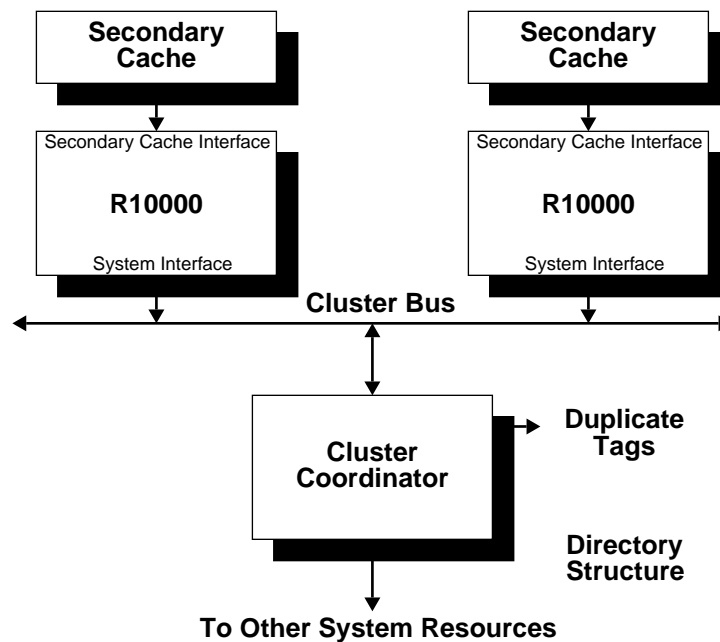 Secondary
Cache
Secondary
Cache
Secondary Cache Interface
R10000
System Interface
Secondary Cache Interface
R10000
System Interface
Cluster Bus
Cluster
Coordinator
Duplicate
Tags
Directory
Structure
To Other System Resources